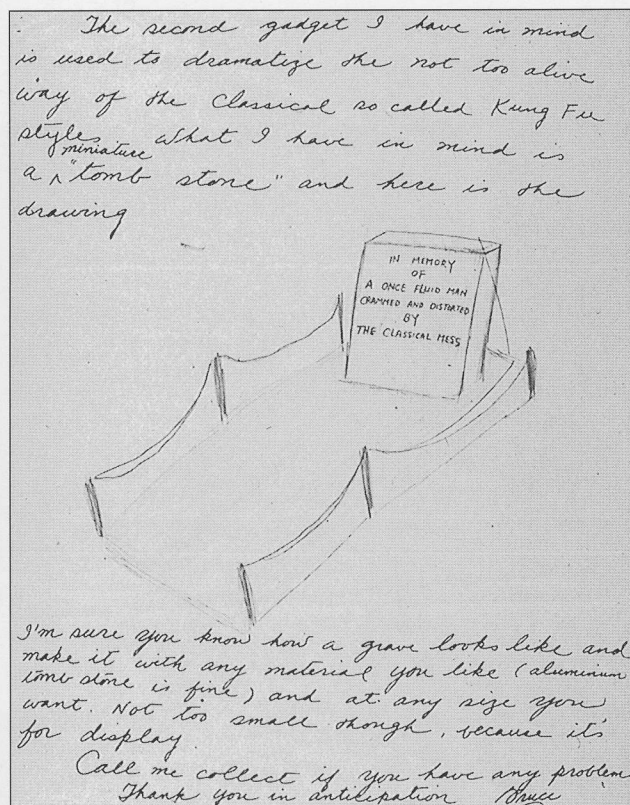 The second gadget I have in mind
is used to dramatize the not too alive
way of the Classical so called Kung Fu
styles. What I have in mind is
a miniature "tomb stone" and here is the
drawing
IN MEMORY
OF
A ONCE FLUID MAN
CRAMMED AND DISTORTED
BY
THE CLASSICAL MESS
I'm sure you know how a grave looks like and
make it with any material you like (aluminum
tomb stone is fine) and at any size you
want. Not too small though, because it's
for display.
Call me collect if you have any problem
Thank you in anticipation Bruce